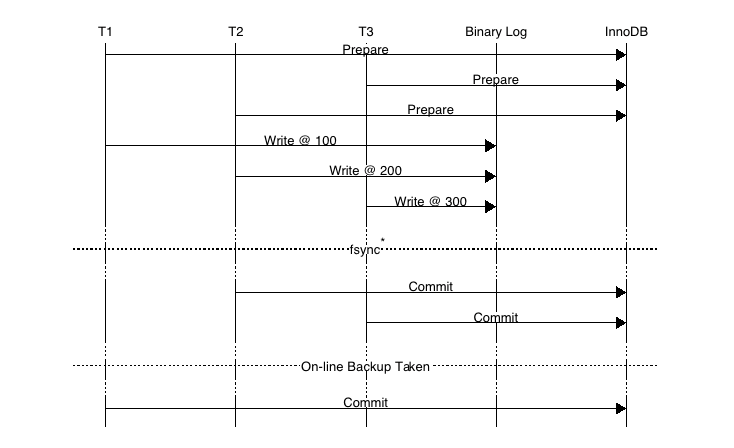 T1 T2 T3 Binary Log InnoDB
Prepare
Prepare
Prepare
Write @ 100
Write @ 200
Write @ 300
fsync*
Commit
Commit
On-line Backup Taken
Commit